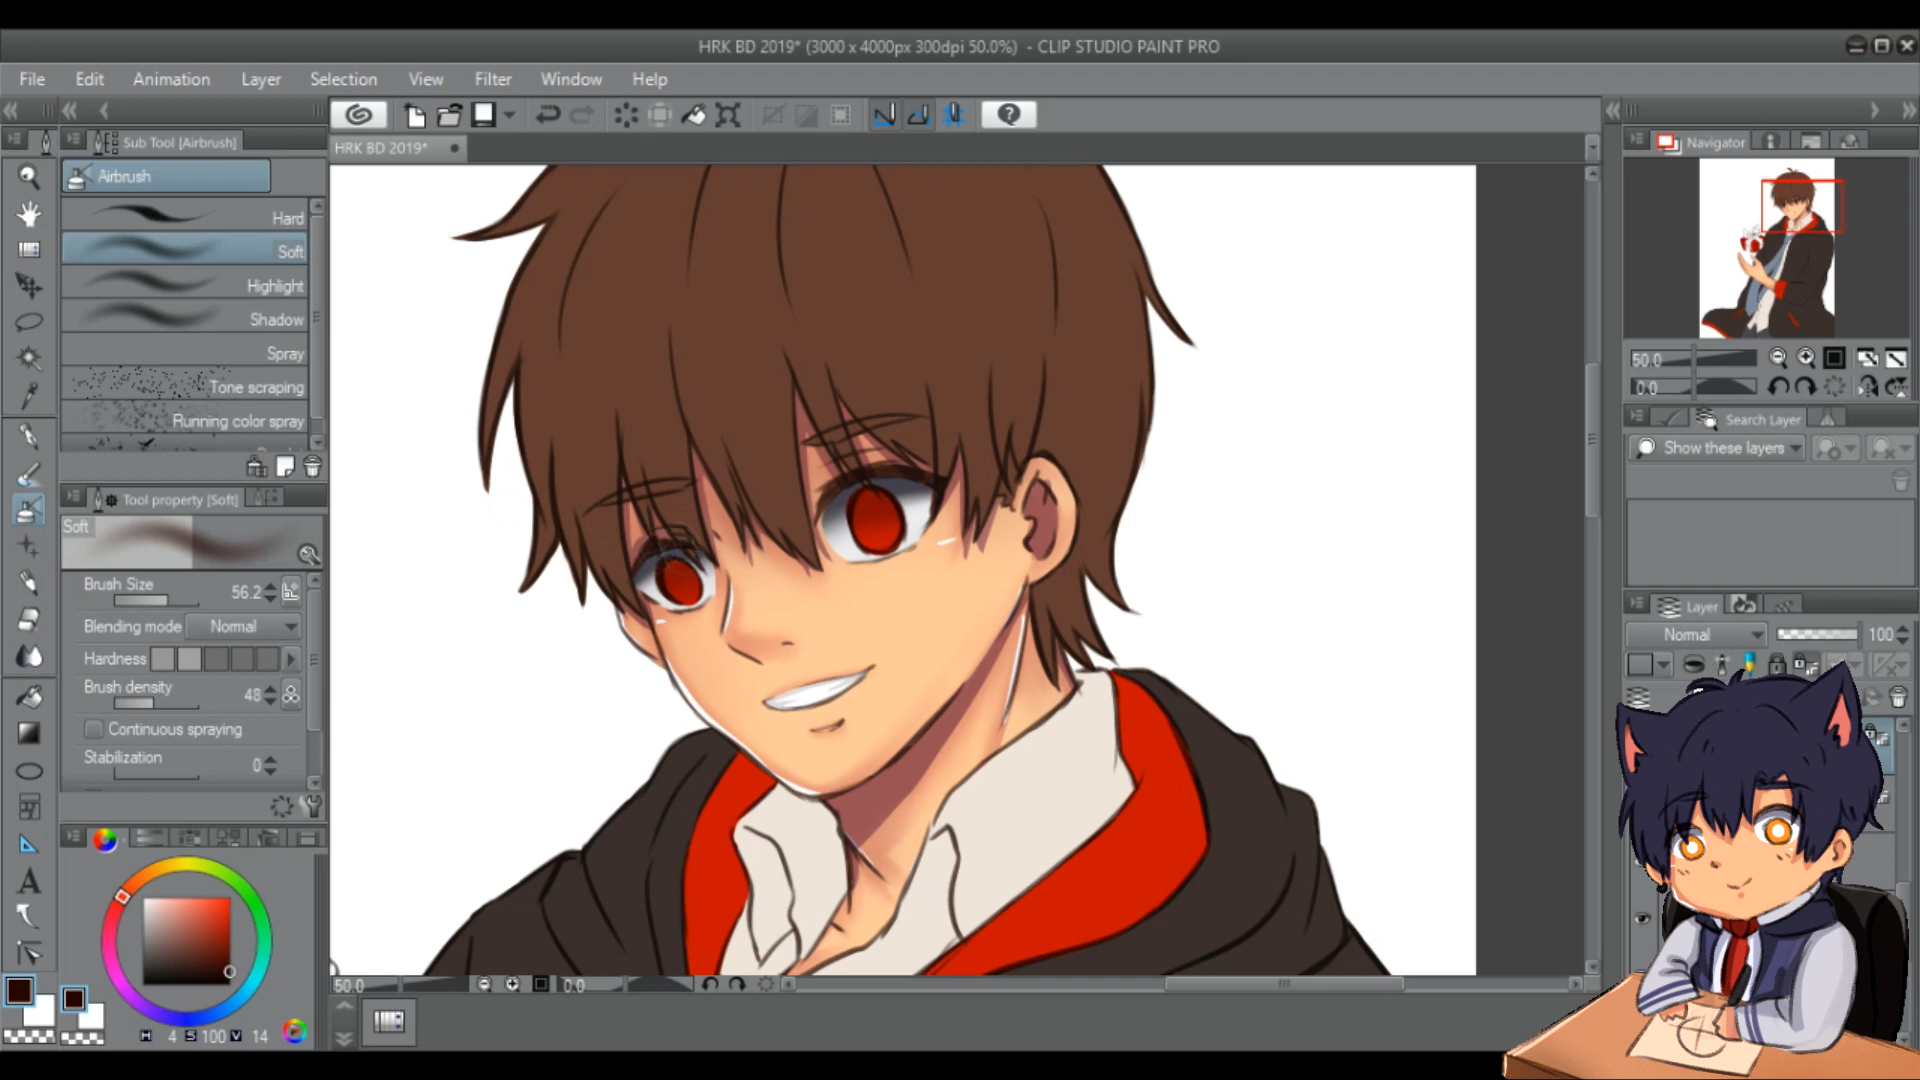 HRK BD 2019* (3000 x 4000px 300dpi 50.0%) - CLIP STUDIO PAINT PRO
File Edit Animation Layer Selection View Filter Window Help
Sub Tool [Airbrush]
HRK BD 2019*
Navigator
Airbrush
Hard
Soft
Highlight
Shadow
Spray
Tone scraping
Running color spray
50.0
0.0
Search Layer
Show these layers
Tool property [Soft]
Soft
Brush Size 56.2
Blending mode Normal
Hardness
Brush density 48
Continuous spraying
Stabilization 0
Layer
Normal 100
50.0 0.0
H 4 S 100 V 14
A